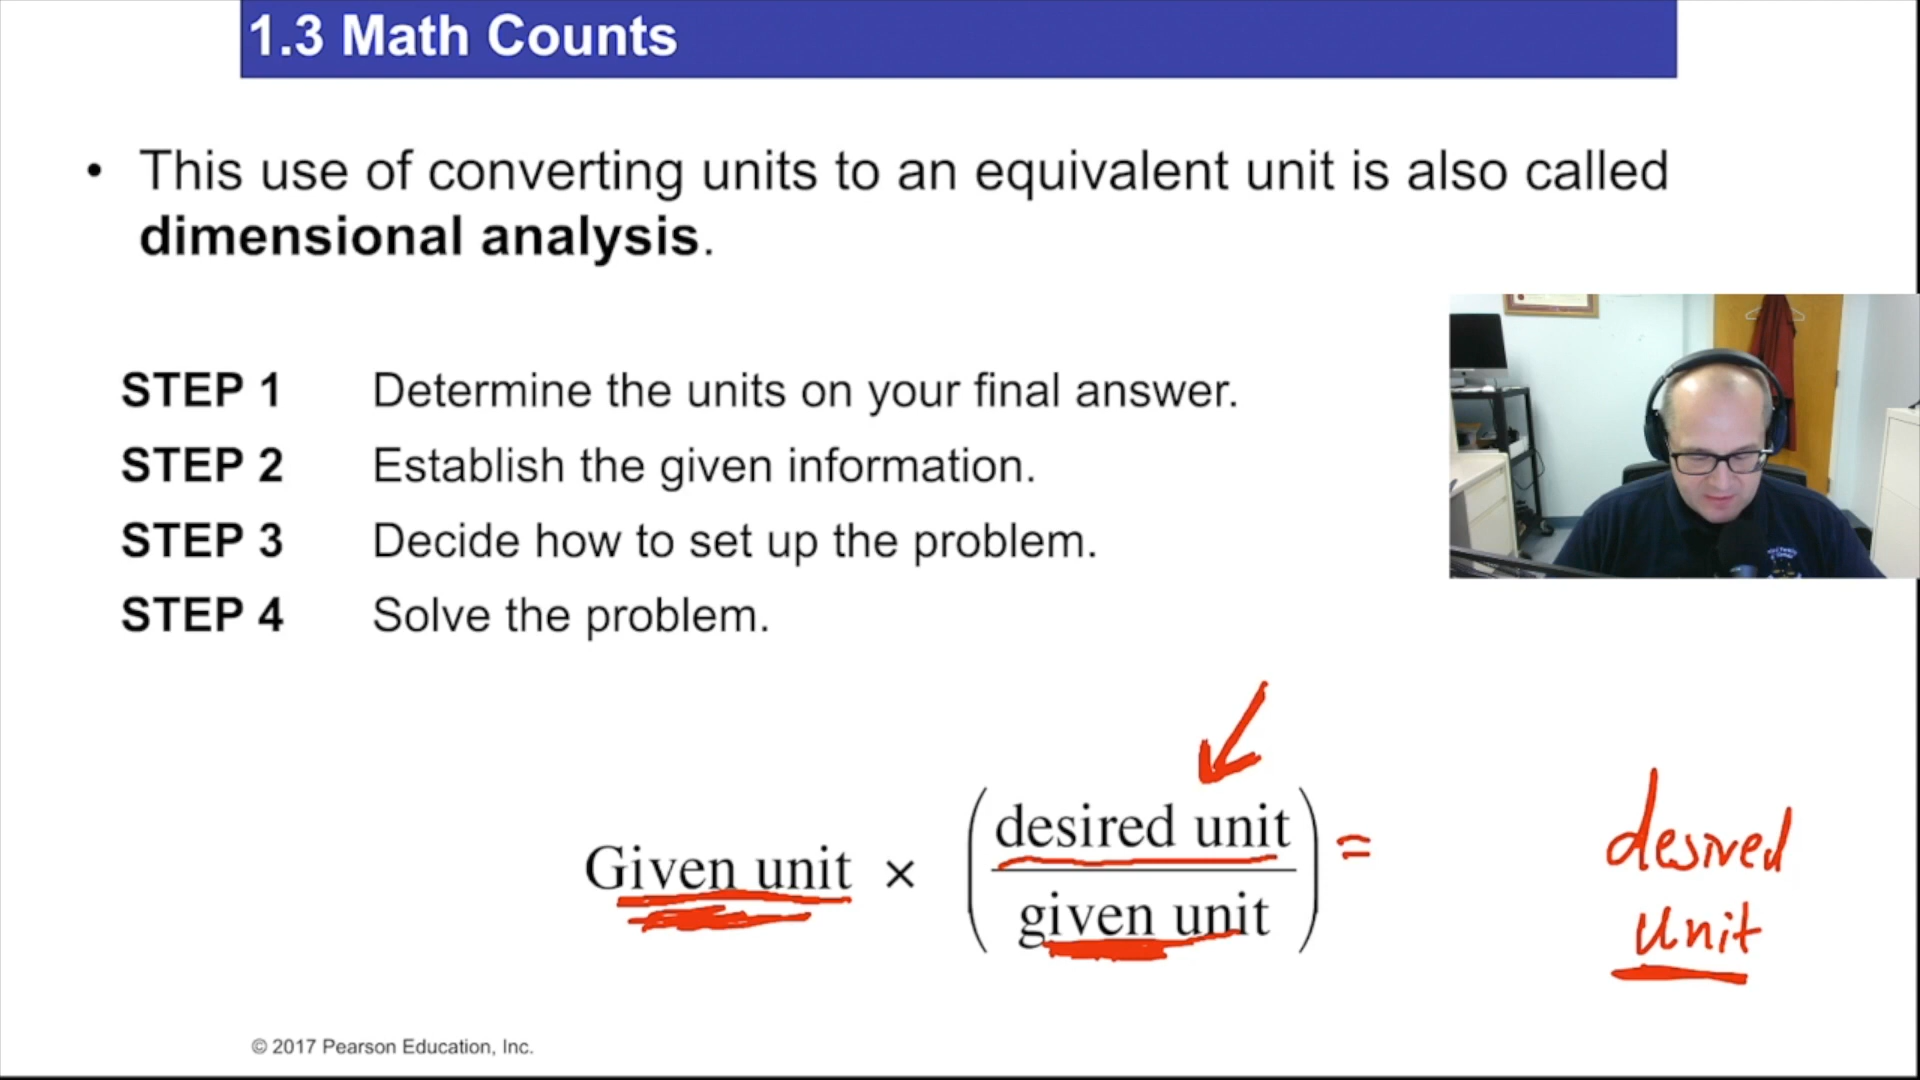 1.3 Math Counts
• This use of converting units to an equivalent unit is also called
dimensional analysis.
STEP 1 Determine the units on your final answer.
STEP 2 Establish the given information.
STEP 3 Decide how to set up the problem.
STEP 4 Solve the problem.
Given unit × (desired unit
given unit) =
desired
unit
© 2017 Pearson Education, Inc.